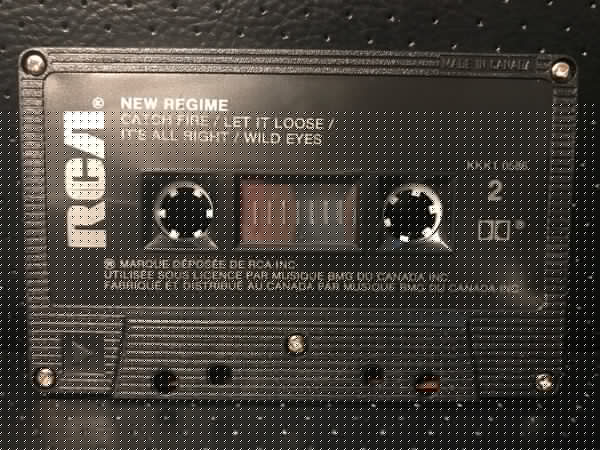 MADE IN CANADA
RCA®
NEW REGIME
CATCH FIRE / LET IT LOOSE /
IT'S ALL RIGHT / WILD EYES
KKK1 0586
2
® MARQUE DÉPOSÉE DE RCA INC.
UTILISÉE SOUS LICENCE PAR MUSIQUE BMG DU CANADA INC.
FABRIQUÉ ET DISTRIBUÉ AU CANADA PAR MUSIQUE BMG DU CANADA INC.